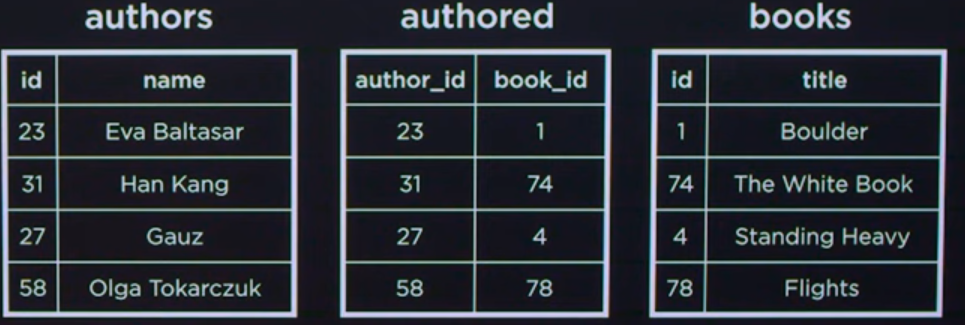 authors authored books
id name author_id book_id id title
23 Eva Baltasar 23 1 1 Boulder
31 Han Kang 31 74 74 The White Book
27 Gauz 27 4 4 Standing Heavy
58 Olga Tokarczuk 58 78 78 Flights